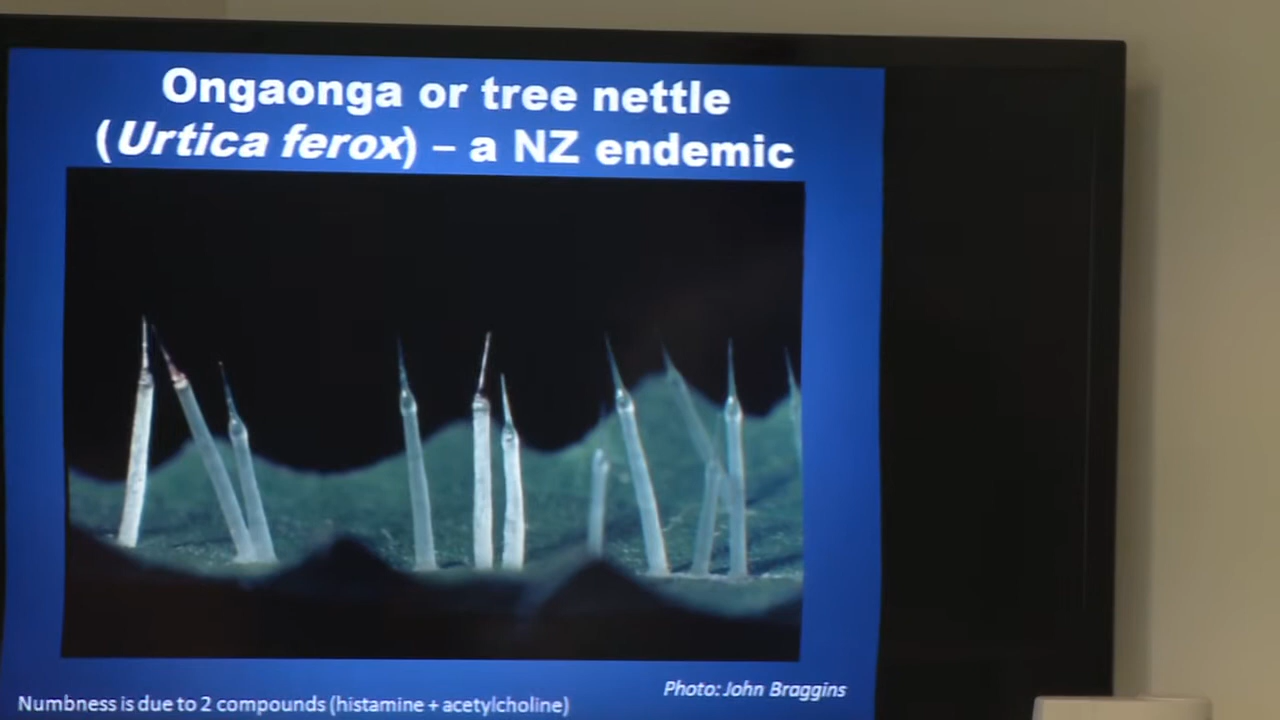 Ongaonga or tree nettle
(Urtica ferox) – a NZ endemic
Photo: John Braggins
Numbness is due to 2 compounds (histamine + acetylcholine)